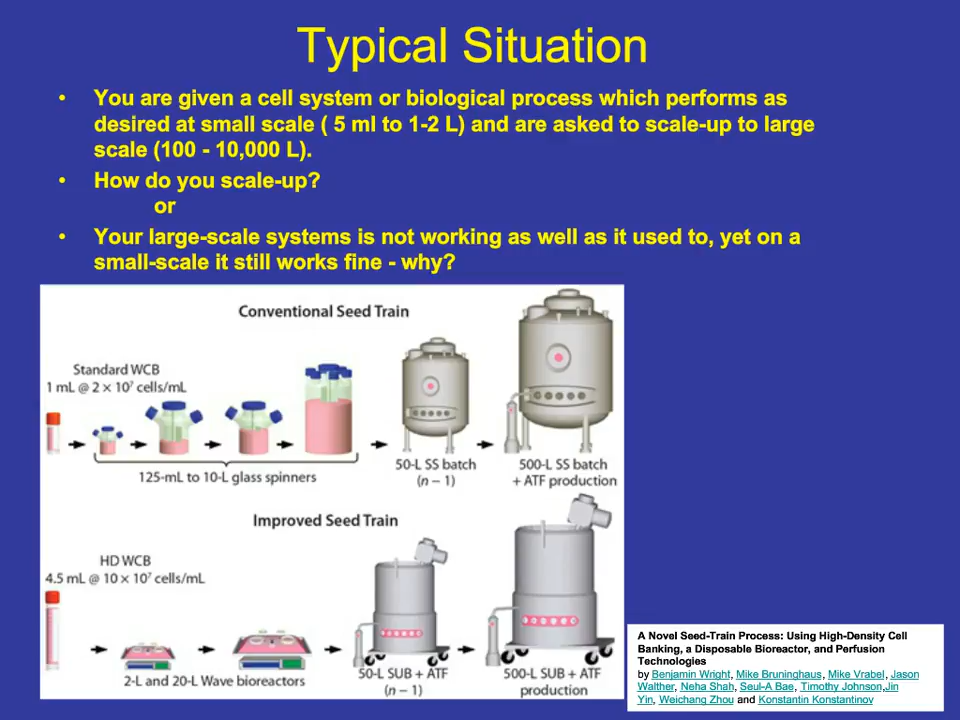 Typical Situation
• You are given a cell system or biological process which performs as
desired at small scale ( 5 ml to 1-2 L) and are asked to scale-up to large
scale (100 - 10,000 L).
• How do you scale-up?
or
• Your large-scale systems is not working as well as it used to, yet on a
small-scale it still works fine - why?
Conventional Seed Train
Standard WCB
1 mL @ 2 × 10⁷ cells/mL
125-mL to 10-L glass spinners
50-L SS batch
(n − 1)
500-L SS batch
+ ATF production
Improved Seed Train
HD WCB
4.5 mL @ 10 × 10⁷ cells/mL
2-L and 20-L Wave bioreactors
50-L SUB + ATF
(n − 1)
500-L SUB + ATF
production
A Novel Seed-Train Process: Using High-Density Cell
Banking, a Disposable Bioreactor, and Perfusion
Technologies
by Benjamin Wright, Mike Bruninghaus, Mike Vrabel, Jason
Walther, Neha Shah, Seul-A Bae, Timothy Johnson,Jin
Yin, Weichang Zhou and Konstantin Konstantinov